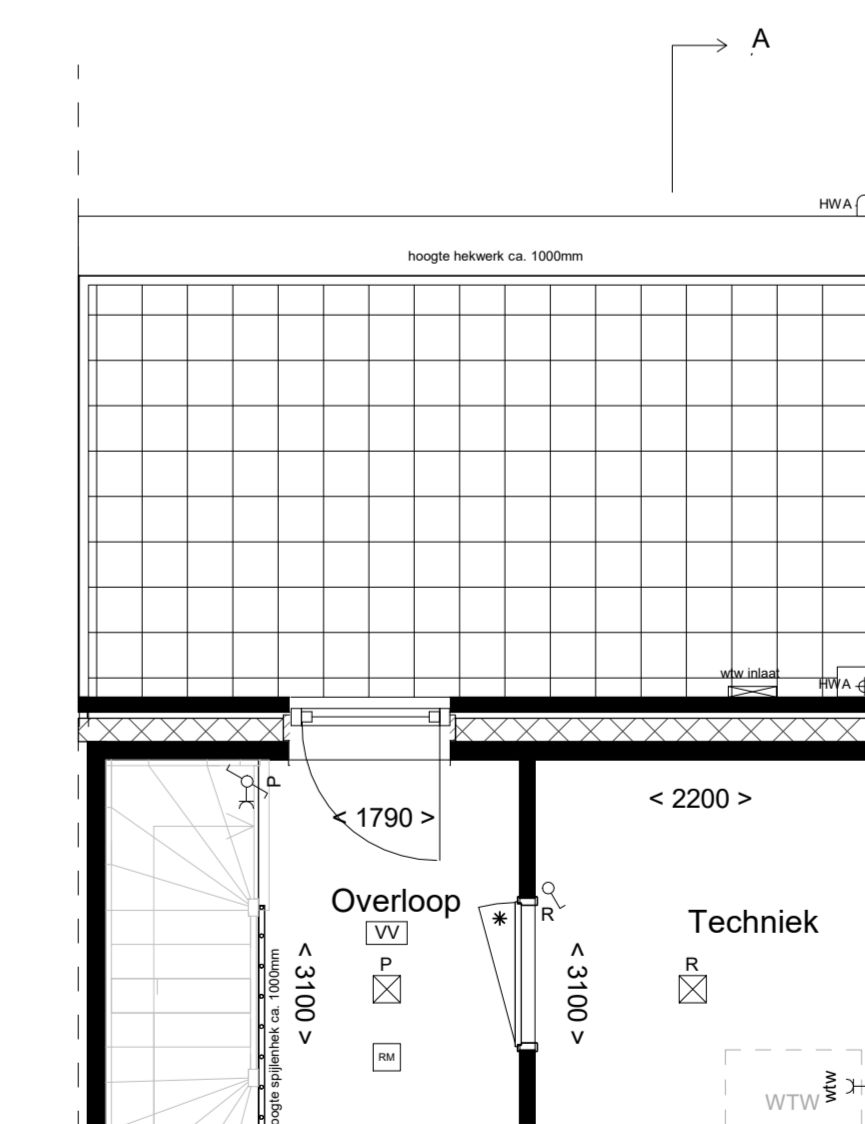 A
HWA
hoogte hekwerk ca. 1000mm
wtw inlaat
HWA
P
< 1790 >
< 2200 >
Overloop
R
Techniek
VV
< 3100 >
P
< 3100 >
R
spijlenhek ca. 1000mm
RM
WTW
wtw